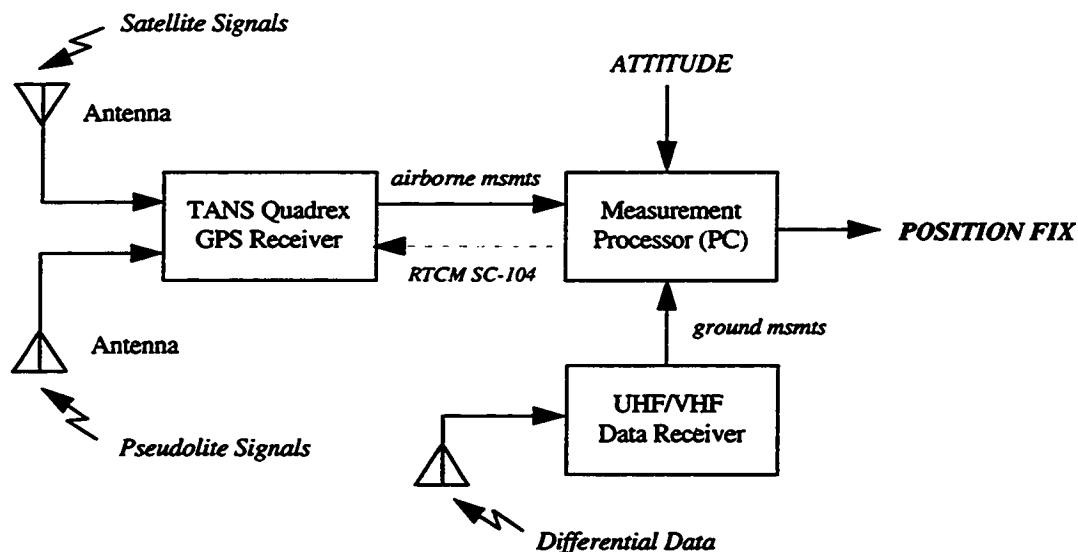 Satellite Signals
Antenna
ATTITUDE
TANS Quadrex
GPS Receiver
airborne msmts
RTCM SC-104
Measurement
Processor (PC)
POSITION FIX
Antenna
Pseudolite Signals
ground msmts
UHF/VHF
Data Receiver
Differential Data